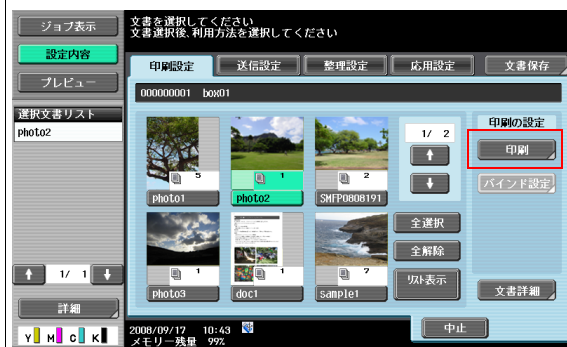 ジョブ表示
設定内容
プレビュー
選択文書リスト
photo2
1/ 1
詳細
Y M C K
文書を選択してください
文書選択後、利用方法を選択してください
印刷設定
送信設定
整理設定
応用設定
文書保存
000000001 box01
5
photo1
1
photo2
2
SMFP0808191
1
photo3
1
doc1
7
sample1
1/ 2
全選択
全解除
リスト表示
印刷の設定
印刷
バインド設定
文書詳細
中止
2008/09/17 10:43
メモリー残量 99%